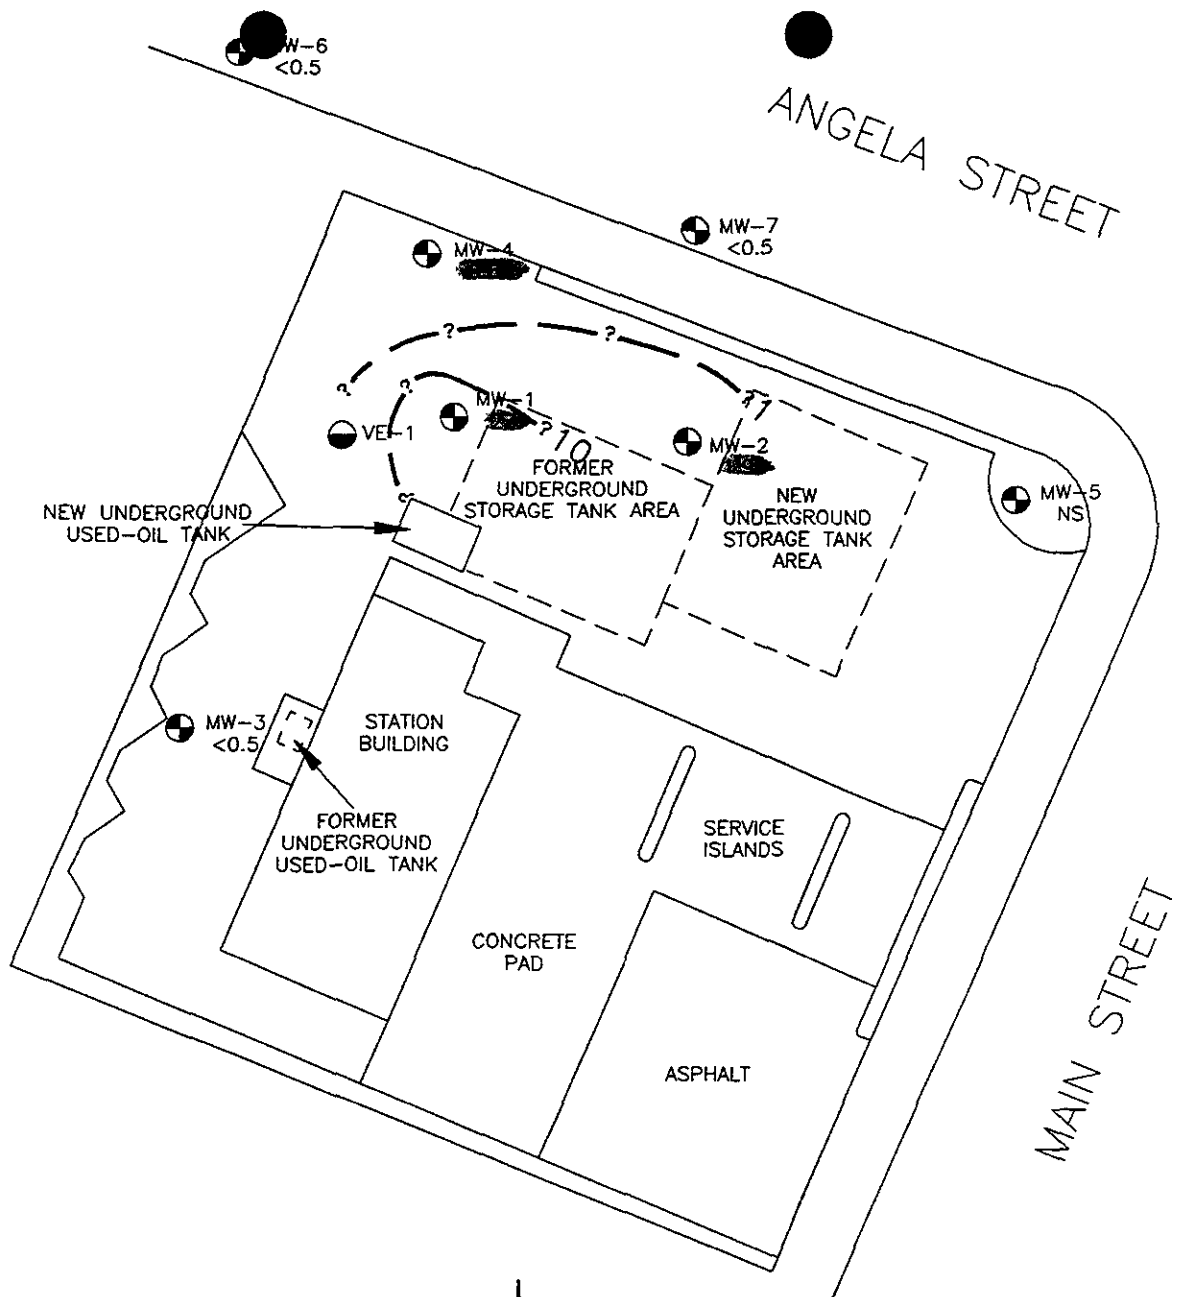 MW-6
<0.5
ANGELA STREET
MW-7
<0.5
MW-4
?
?
?
?
?1
MW-1
?10
VE-1
MW-2
FORMER
UNDERGROUND
STORAGE TANK AREA
NEW
UNDERGROUND
STORAGE TANK
AREA
MW-5
NS
NEW UNDERGROUND
USED-OIL TANK
?
MW-3
<0.5
STATION
BUILDING
FORMER
UNDERGROUND
USED-OIL TANK
SERVICE
ISLANDS
CONCRETE
PAD
ASPHALT
MAIN STREET